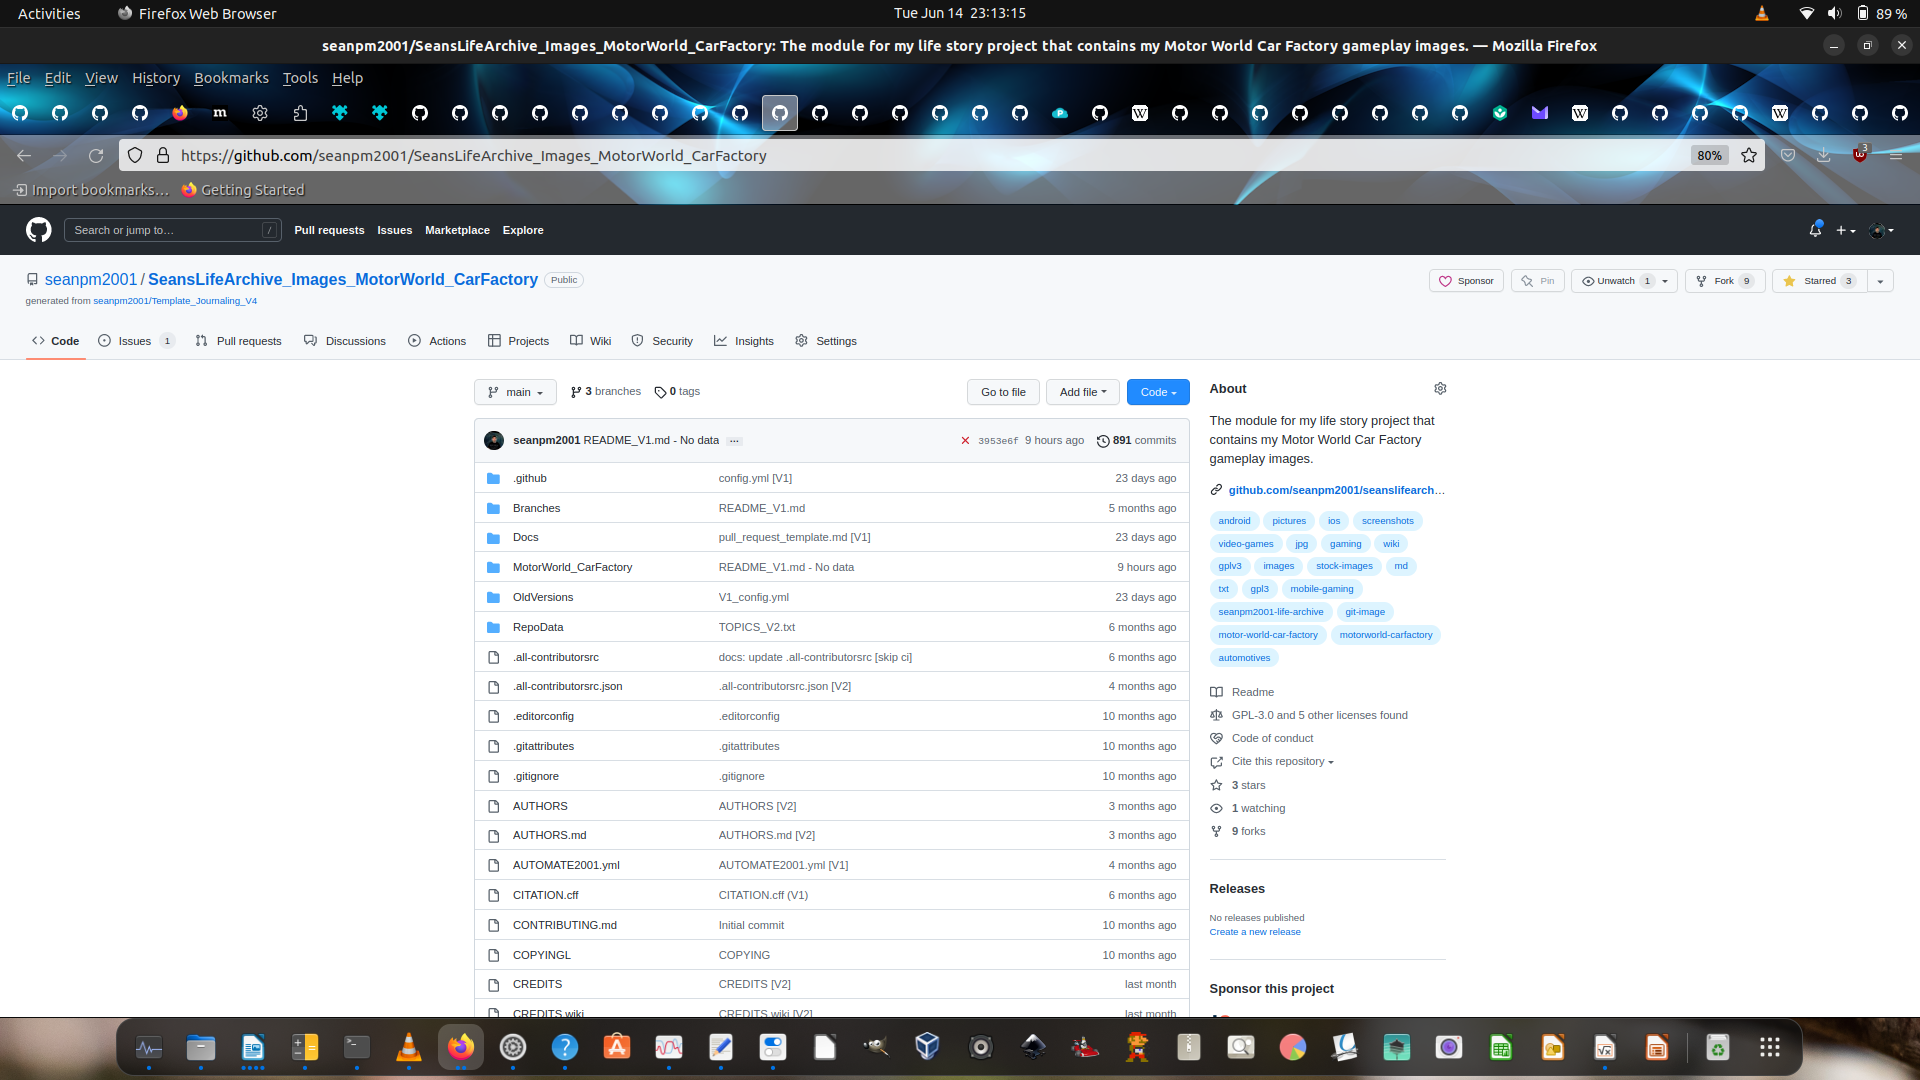 Activities
Firefox Web Browser
Tue Jun 14 23:13:15
89 %
seanpm2001/SeansLifeArchive_Images_MotorWorld_CarFactory: The module for my life story project that contains my Motor World Car Factory gameplay images. — Mozilla Firefox
File Edit View History Bookmarks Tools Help
https://github.com/seanpm2001/SeansLifeArchive_Images_MotorWorld_CarFactory
80%
3
Import bookmarks…
Getting Started
Search or jump to…
/
Pull requests
Issues
Marketplace
Explore
seanpm2001 / SeansLifeArchive_Images_MotorWorld_CarFactory
Public
generated from seanpm2001/Template_Journaling_V4
Sponsor
Pin
Unwatch 1
Fork 9
Starred 3
Code
Issues 1
Pull requests
Discussions
Actions
Projects
Wiki
Security
Insights
Settings
main
3 branches
0 tags
Go to file
Add file
Code
seanpm2001 README_V1.md - No data ...
3953e6f 9 hours ago
891 commits
.github config.yml [V1] 23 days ago
Branches README_V1.md 5 months ago
Docs pull_request_template.md [V1] 23 days ago
MotorWorld_CarFactory README_V1.md - No data 9 hours ago
OldVersions V1_config.yml 23 days ago
RepoData TOPICS_V2.txt 6 months ago
.all-contributorsrc docs: update .all-contributorsrc [skip ci] 6 months ago
.all-contributorsrc.json .all-contributorsrc.json [V2] 4 months ago
.editorconfig .editorconfig 10 months ago
.gitattributes .gitattributes 10 months ago
.gitignore .gitignore 10 months ago
AUTHORS AUTHORS [V2] 3 months ago
AUTHORS.md AUTHORS.md [V2] 3 months ago
AUTOMATE2001.yml AUTOMATE2001.yml [V1] 4 months ago
CITATION.cff CITATION.cff (V1) 6 months ago
CONTRIBUTING.md Initial commit 10 months ago
COPYINGL COPYING 10 months ago
CREDITS CREDITS [V2] last month
CREDITS.wiki CREDITS.wiki [V2] last month
About
The module for my life story project that
contains my Motor World Car Factory
gameplay images.
github.com/seanpm2001/seanslifearch…
android pictures ios screenshots
video-games jpg gaming wiki
gplv3 images stock-images md
txt gpl3 mobile-gaming
seanpm2001-life-archive git-image
motor-world-car-factory motorworld-carfactory
automotives
Readme
GPL-3.0 and 5 other licenses found
Code of conduct
Cite this repository
3 stars
1 watching
9 forks
Releases
No releases published
Create a new release
Sponsor this project